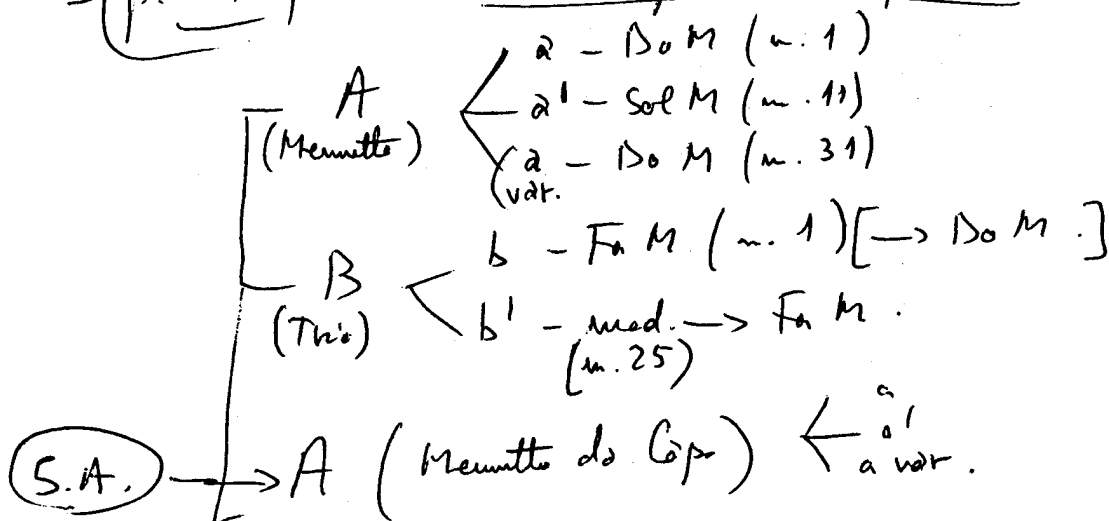 a - Do M (m. 1)
A
a' - Sol M (m. 11)
(Menuetto)
a - Do M (m. 31)
(var.
b - Fa M (m. 1) [→ Do M.]
B
(Trio)
b' - mod. → Fa M.
(m. 25)
a
S.A. → A (Menuetto da Capo) a'
a var.